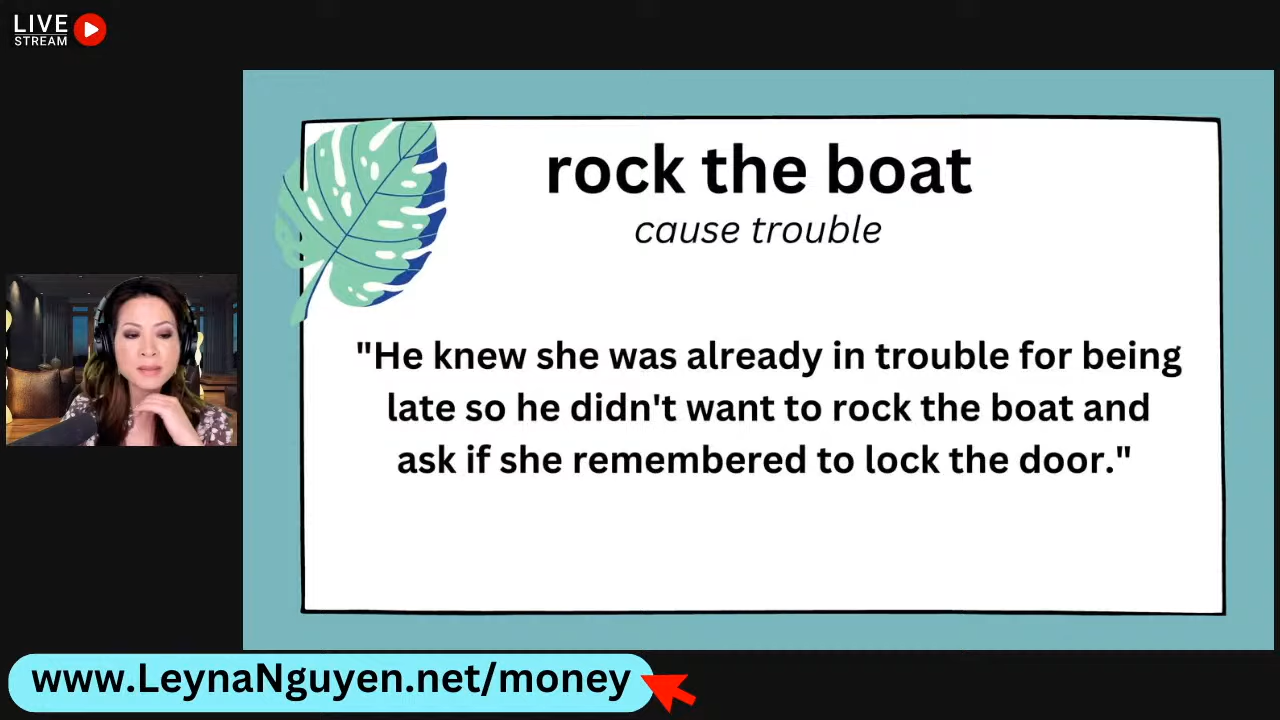 LIVE
STREAM
rock the boat
cause trouble
"He knew she was already in trouble for being
late so he didn't want to rock the boat and
ask if she remembered to lock the door."
www.LeynaNguyen.net/money